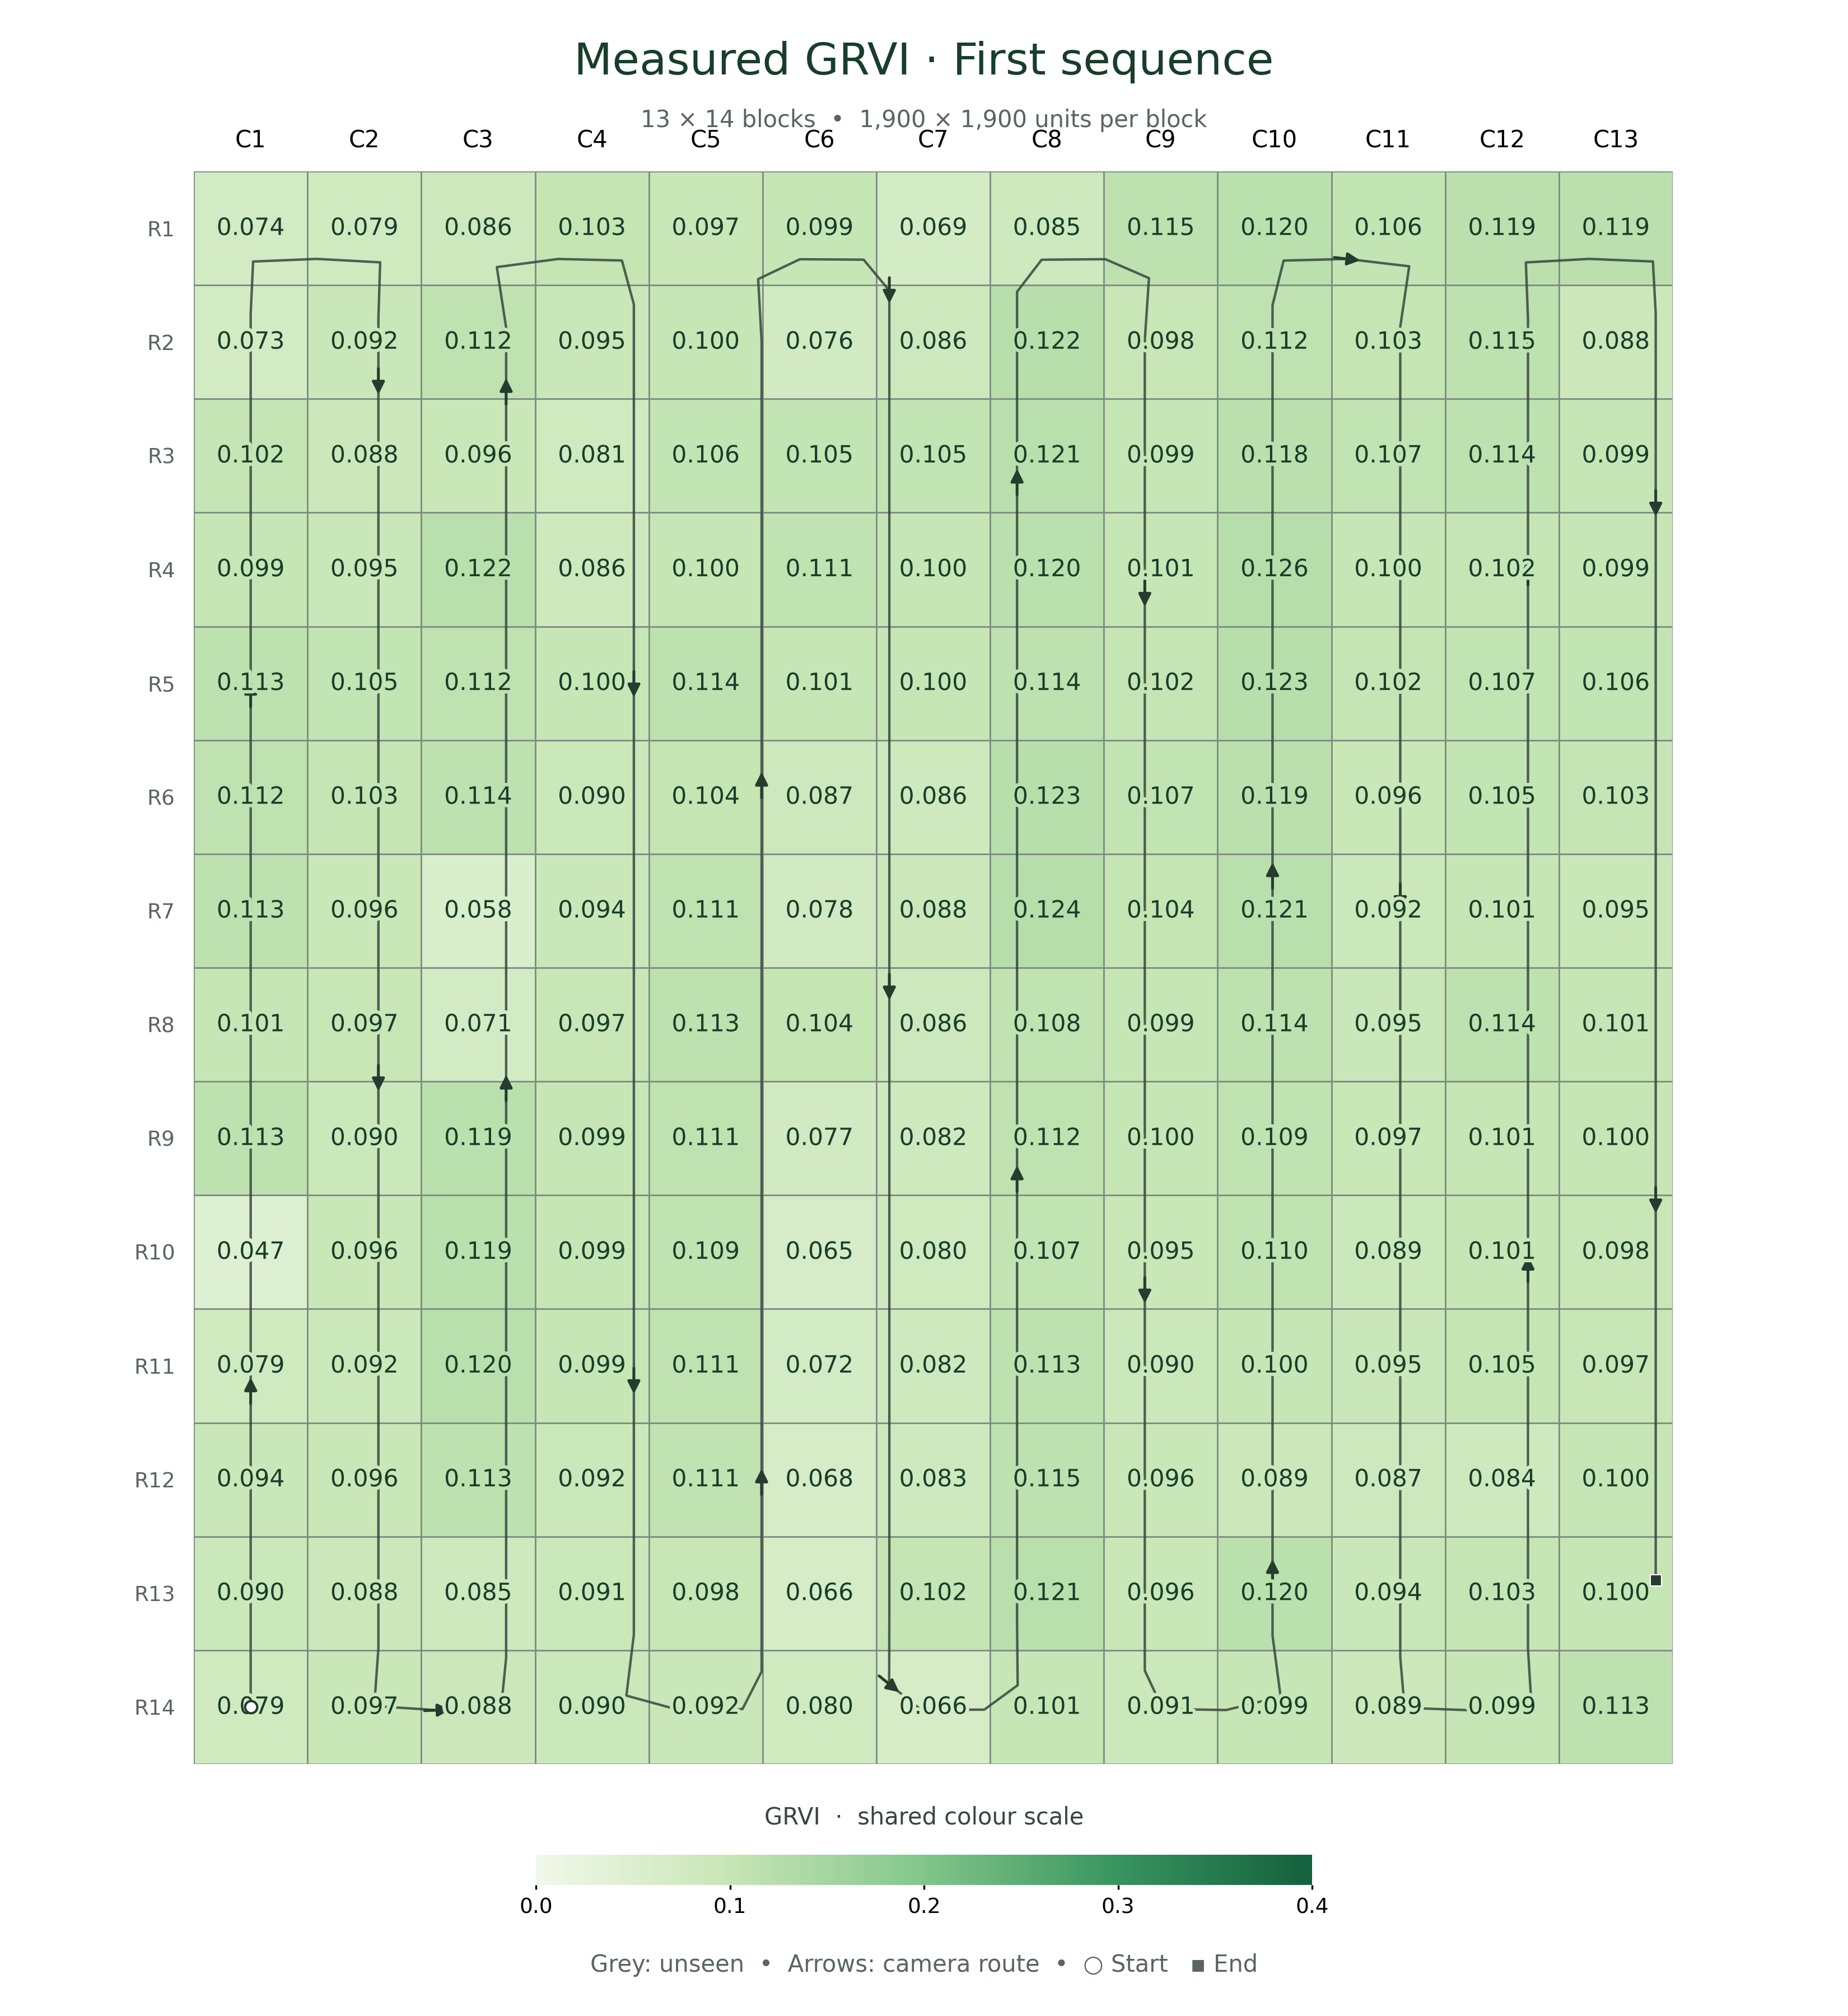 Measured GRVI · First sequence
13 × 14 blocks • 1,900 × 1,900 units per block
C1 C2 C3 C4 C5 C6 C7 C8 C9 C10 C11 C12 C13
R1 0.074 0.079 0.086 0.103 0.097 0.099 0.069 0.085 0.115 0.120 0.106 0.119 0.119
R2 0.073 0.092 0.112 0.095 0.100 0.076 0.086 0.122 0.098 0.112 0.103 0.115 0.088
R3 0.102 0.088 0.096 0.081 0.106 0.105 0.105 0.121 0.099 0.118 0.107 0.114 0.099
R4 0.099 0.095 0.122 0.086 0.100 0.111 0.100 0.120 0.101 0.126 0.100 0.102 0.099
R5 0.113 0.105 0.112 0.100 0.114 0.101 0.100 0.114 0.102 0.123 0.102 0.107 0.106
R6 0.112 0.103 0.114 0.090 0.104 0.087 0.086 0.123 0.107 0.119 0.096 0.105 0.103
R7 0.113 0.096 0.058 0.094 0.111 0.078 0.088 0.124 0.104 0.121 0.092 0.101 0.095
R8 0.101 0.097 0.071 0.097 0.113 0.104 0.086 0.108 0.099 0.114 0.095 0.114 0.101
R9 0.113 0.090 0.119 0.099 0.111 0.077 0.082 0.112 0.100 0.109 0.097 0.101 0.100
R10 0.047 0.096 0.119 0.099 0.109 0.065 0.080 0.107 0.095 0.110 0.089 0.101 0.098
R11 0.079 0.092 0.120 0.099 0.111 0.072 0.082 0.113 0.090 0.100 0.095 0.105 0.097
R12 0.094 0.096 0.113 0.092 0.111 0.068 0.083 0.115 0.096 0.089 0.087 0.084 0.100
R13 0.090 0.088 0.085 0.091 0.098 0.066 0.102 0.121 0.096 0.120 0.094 0.103 0.100
R14 0.079 0.097 0.088 0.090 0.092 0.080 0.066 0.101 0.091 0.099 0.089 0.099 0.113
GRVI · shared colour scale
0.0 0.1 0.2 0.3 0.4
Grey: unseen • Arrows: camera route • ○ Start ■ End